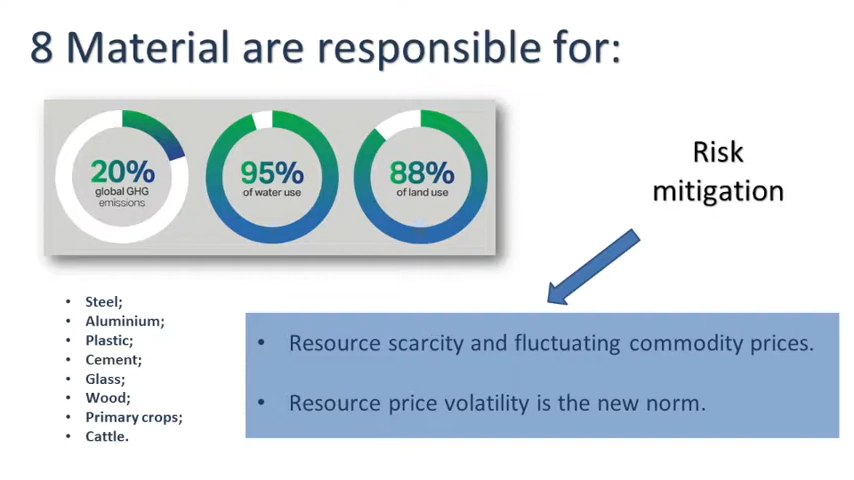 8 Material are responsible for:
20%
global GHG
emissions
95%
of water use
88%
of land use
Risk
mitigation
• Steel;
• Aluminium;
• Plastic;
• Cement;
• Glass;
• Wood;
• Primary crops;
• Cattle.
• Resource scarcity and fluctuating commodity prices.
• Resource price volatility is the new norm.